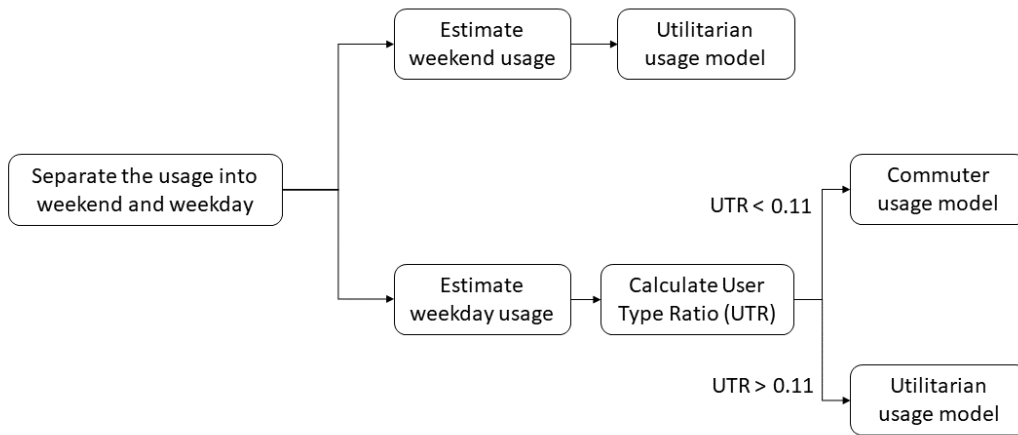 Estimate
weekend usage
Utilitarian
usage model
Separate the usage into
weekend and weekday
Commuter
usage model
UTR < 0.11
Estimate
weekday usage
Calculate User
Type Ratio (UTR)
UTR > 0.11
Utilitarian
usage model